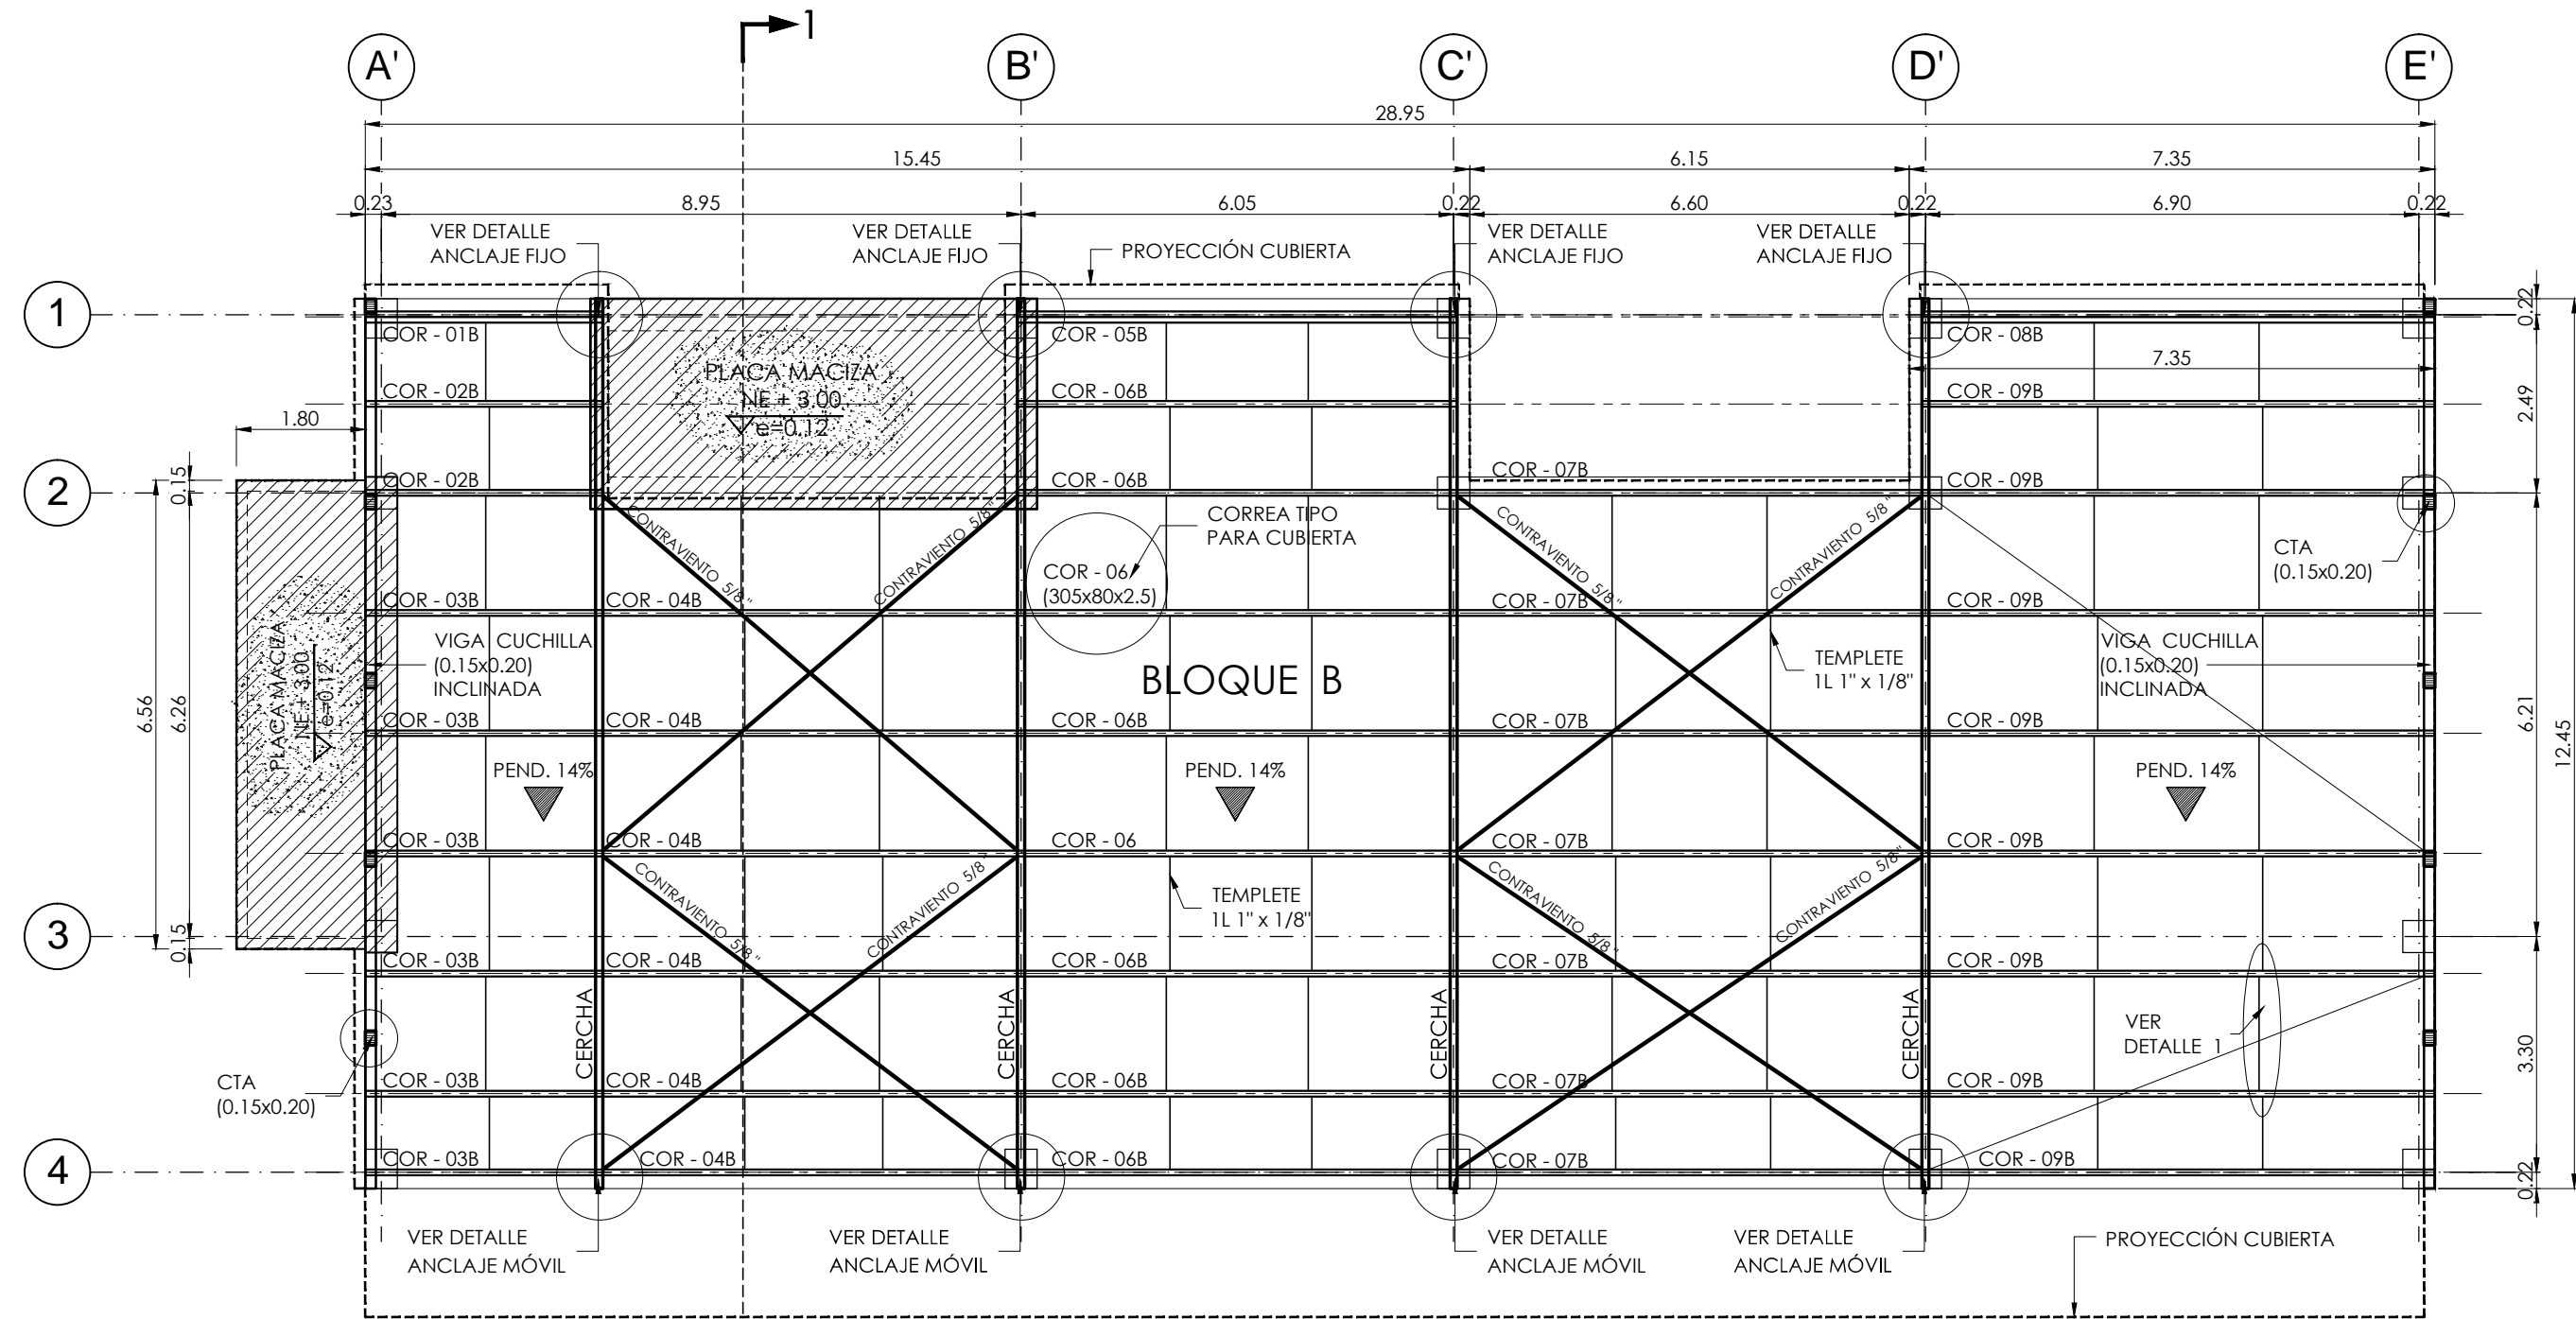 1
A'
B'
C'
D'
E'
28.95
15.45
6.15
7.35
0.23
8.95
6.05
0.22
6.60
0.22
6.90
0.22
VER DETALLE
ANCLAJE FIJO
VER DETALLE
ANCLAJE FIJO
PROYECCIÓN CUBIERTA
VER DETALLE
ANCLAJE FIJO
VER DETALLE
ANCLAJE FIJO
1
0.22
COR - 01B
COR - 05B
COR - 08B
7.35
PLACA MACIZA
NE + 3.00
e=0.12
COR - 02B
COR - 06B
COR - 09B
2.49
1.80
2
0.15
COR - 02B
COR - 06B
COR - 07B
COR - 09B
CONTRAVIENTO 5/8"
CONTRAVIENTO 5/8"
CORREA TIPO
PARA CUBIERTA
CONTRAVIENTO 5/8"
CONTRAVIENTO 5/8"
CTA
(0.15x0.20)
COR - 06
(305x80x2.5)
COR - 03B
COR - 04B
COR - 07B
COR - 09B
PLACA MACIZA
NE + 3.00
e=0.12
VIGA CUCHILLA
(0.15x0.20)
INCLINADA
BLOQUE B
TEMPLETE
1L 1" x 1/8"
VIGA CUCHILLA
(0.15x0.20)
INCLINADA
6.56
6.26
6.21
12.45
COR - 03B
COR - 04B
COR - 06B
COR - 07B
COR - 09B
PEND. 14%
PEND. 14%
PEND. 14%
COR - 03B
COR - 04B
COR - 06
COR - 07B
COR - 09B
CONTRAVIENTO 5/8"
CONTRAVIENTO 5/8"
TEMPLETE
1L 1" x 1/8"
CONTRAVIENTO 5/8"
CONTRAVIENTO 5/8"
3
0.15
COR - 03B
COR - 04B
COR - 06B
COR - 07B
COR - 09B
CERCHA
CERCHA
CERCHA
CERCHA
VER
DETALLE 1
3.30
CTA
(0.15x0.20)
COR - 03B
COR - 04B
COR - 06B
COR - 07B
COR - 09B
4
COR - 03B
COR - 04B
COR - 06B
COR - 07B
COR - 09B
0.22
VER DETALLE
ANCLAJE MÓVIL
VER DETALLE
ANCLAJE MÓVIL
VER DETALLE
ANCLAJE MÓVIL
VER DETALLE
ANCLAJE MÓVIL
PROYECCIÓN CUBIERTA